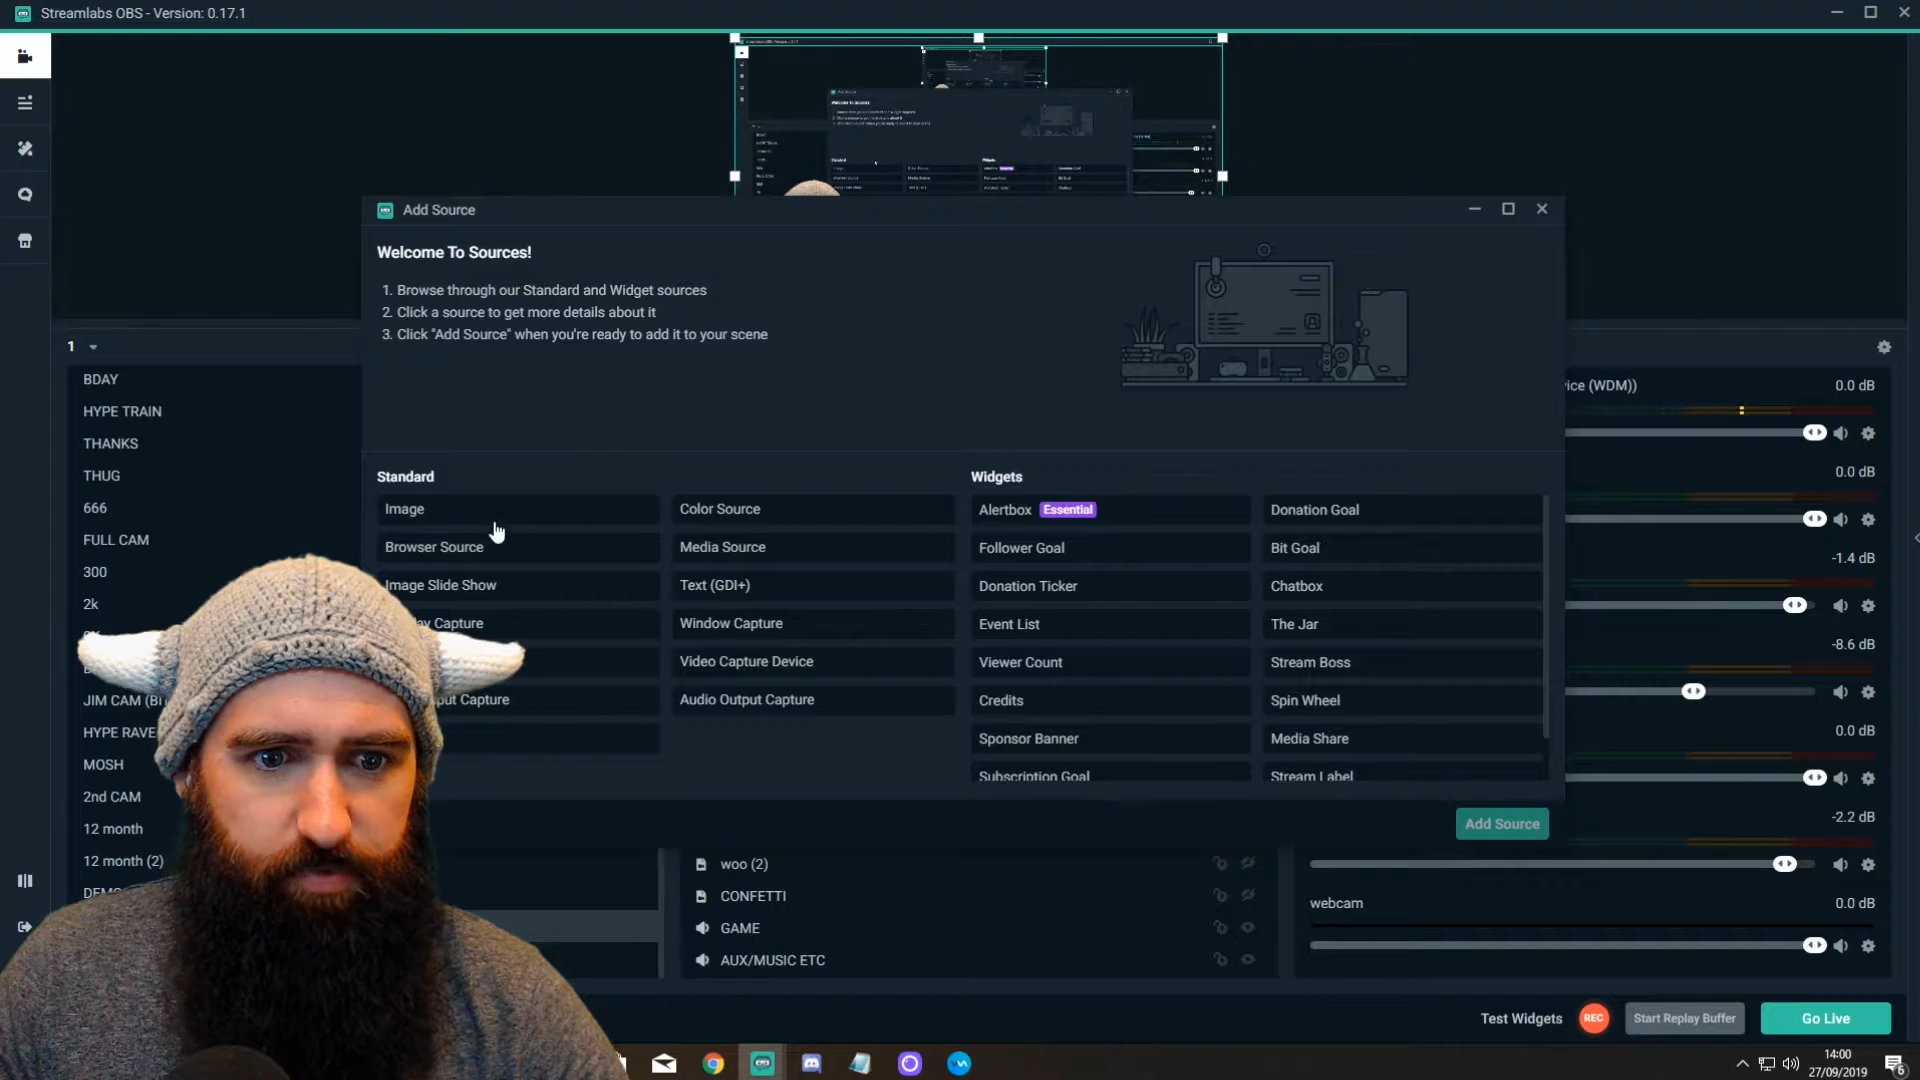 Streamlabs OBS - Version: 0.17.1
Add Source
Welcome To Sources!
1. Browse through our Standard and Widget sources
2. Click a source to get more details about it
3. Click "Add Source" when you're ready to add it to your scene
1
BDAY
HYPE TRAIN
THANKS
THUG
666
FULL CAM
300
2k
JIM CAM
HYPE RAVE
MOSH
2nd CAM
12 month
12 month (2)
Standard
Image
Color Source
Browser Source
Media Source
Image Slide Show
Text (GDI+)
Capture
Window Capture
Video Capture Device
Capture
Audio Output Capture
Widgets
Alertbox Essential
Donation Goal
Follower Goal
Bit Goal
Donation Ticker
Chatbox
Event List
The Jar
Viewer Count
Stream Boss
Credits
Spin Wheel
Sponsor Banner
Media Share
Subscription Goal
Stream Label
Add Source
woo (2)
CONFETTI
GAME
AUX/MUSIC ETC
(WDM)) 0.0 dB
0.0 dB
-1.4 dB
-8.6 dB
0.0 dB
-2.2 dB
webcam 0.0 dB
Test Widgets
REC
Start Replay Buffer
Go Live
14:00
27/09/2019
6